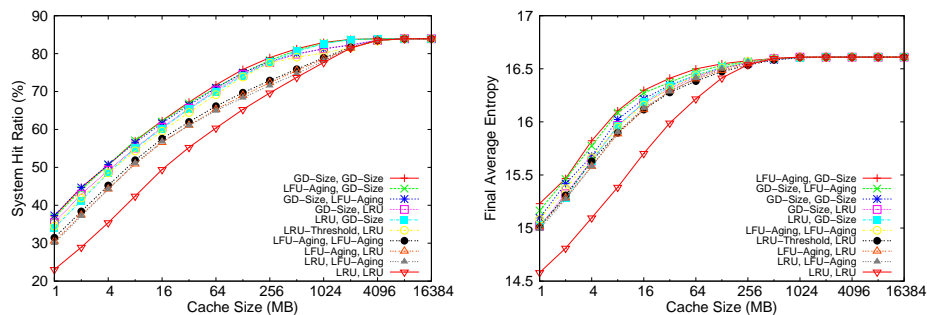 System Hit Ratio (%)
90
80
70
60
50
40
30
20
GD-Size, GD-Size
LFU-Aging, GD-Size
GD-Size, LFU-Aging
GD-Size, LRU
LRU, GD-Size
LRU-Threshold, LRU
LFU-Aging, LFU-Aging
LFU-Aging, LRU
LRU, LFU-Aging
LRU, LRU
1 4 16 64 256 1024 4096 16384
Cache Size (MB)
Final Average Entropy
17
16.5
16
15.5
15
14.5
LFU-Aging, GD-Size
GD-Size, GD-Size
GD-Size, LFU-Aging
GD-Size, LRU
LRU, GD-Size
LFU-Aging, LFU-Aging
LRU-Threshold, LRU
LFU-Aging, LRU
LRU, LFU-Aging
LRU, LRU
1 4 16 64 256 1024 4096 16384
Cache Size (MB)